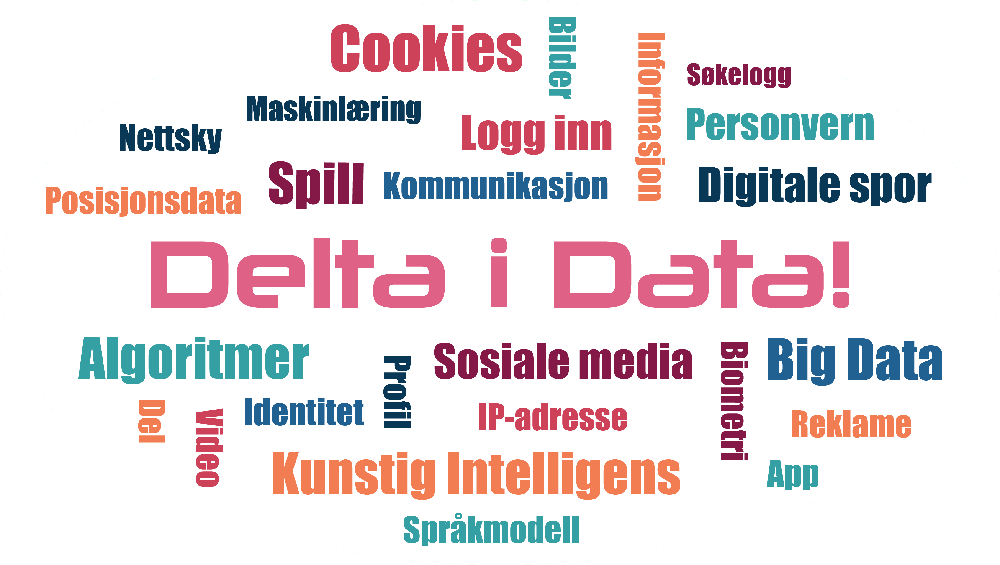 Cookies
Bilder
Informasjon
Søkelogg
Maskinlæring
Personvern
Logg inn
Nettsky
Spill
Kommunikasjon
Digitale spor
Posisjonsdata
Delta i Data!
Algoritmer
Profil
Sosiale media
Biometri
Big Data
Del
Video
Identitet
IP-adresse
Reklame
Kunstig Intelligens
App
Språkmodell